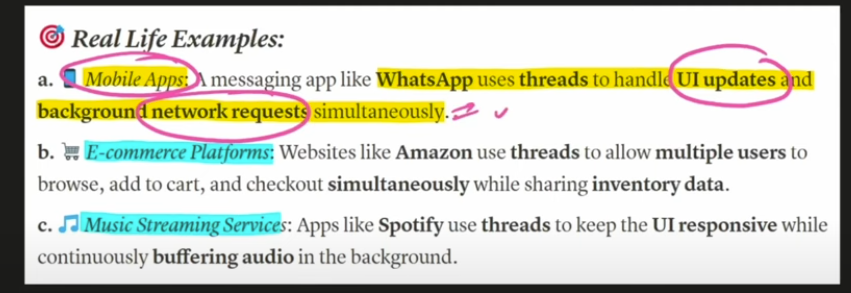 🎯 Real Life Examples:
a. 📱 Mobile Apps: A messaging app like WhatsApp uses threads to handle UI updates and
background network requests simultaneously.
b. 🛒 E-commerce Platforms: Websites like Amazon use threads to allow multiple users to
browse, add to cart, and checkout simultaneously while sharing inventory data.
c. 🎵 Music Streaming Services: Apps like Spotify use threads to keep the UI responsive while
continuously buffering audio in the background.